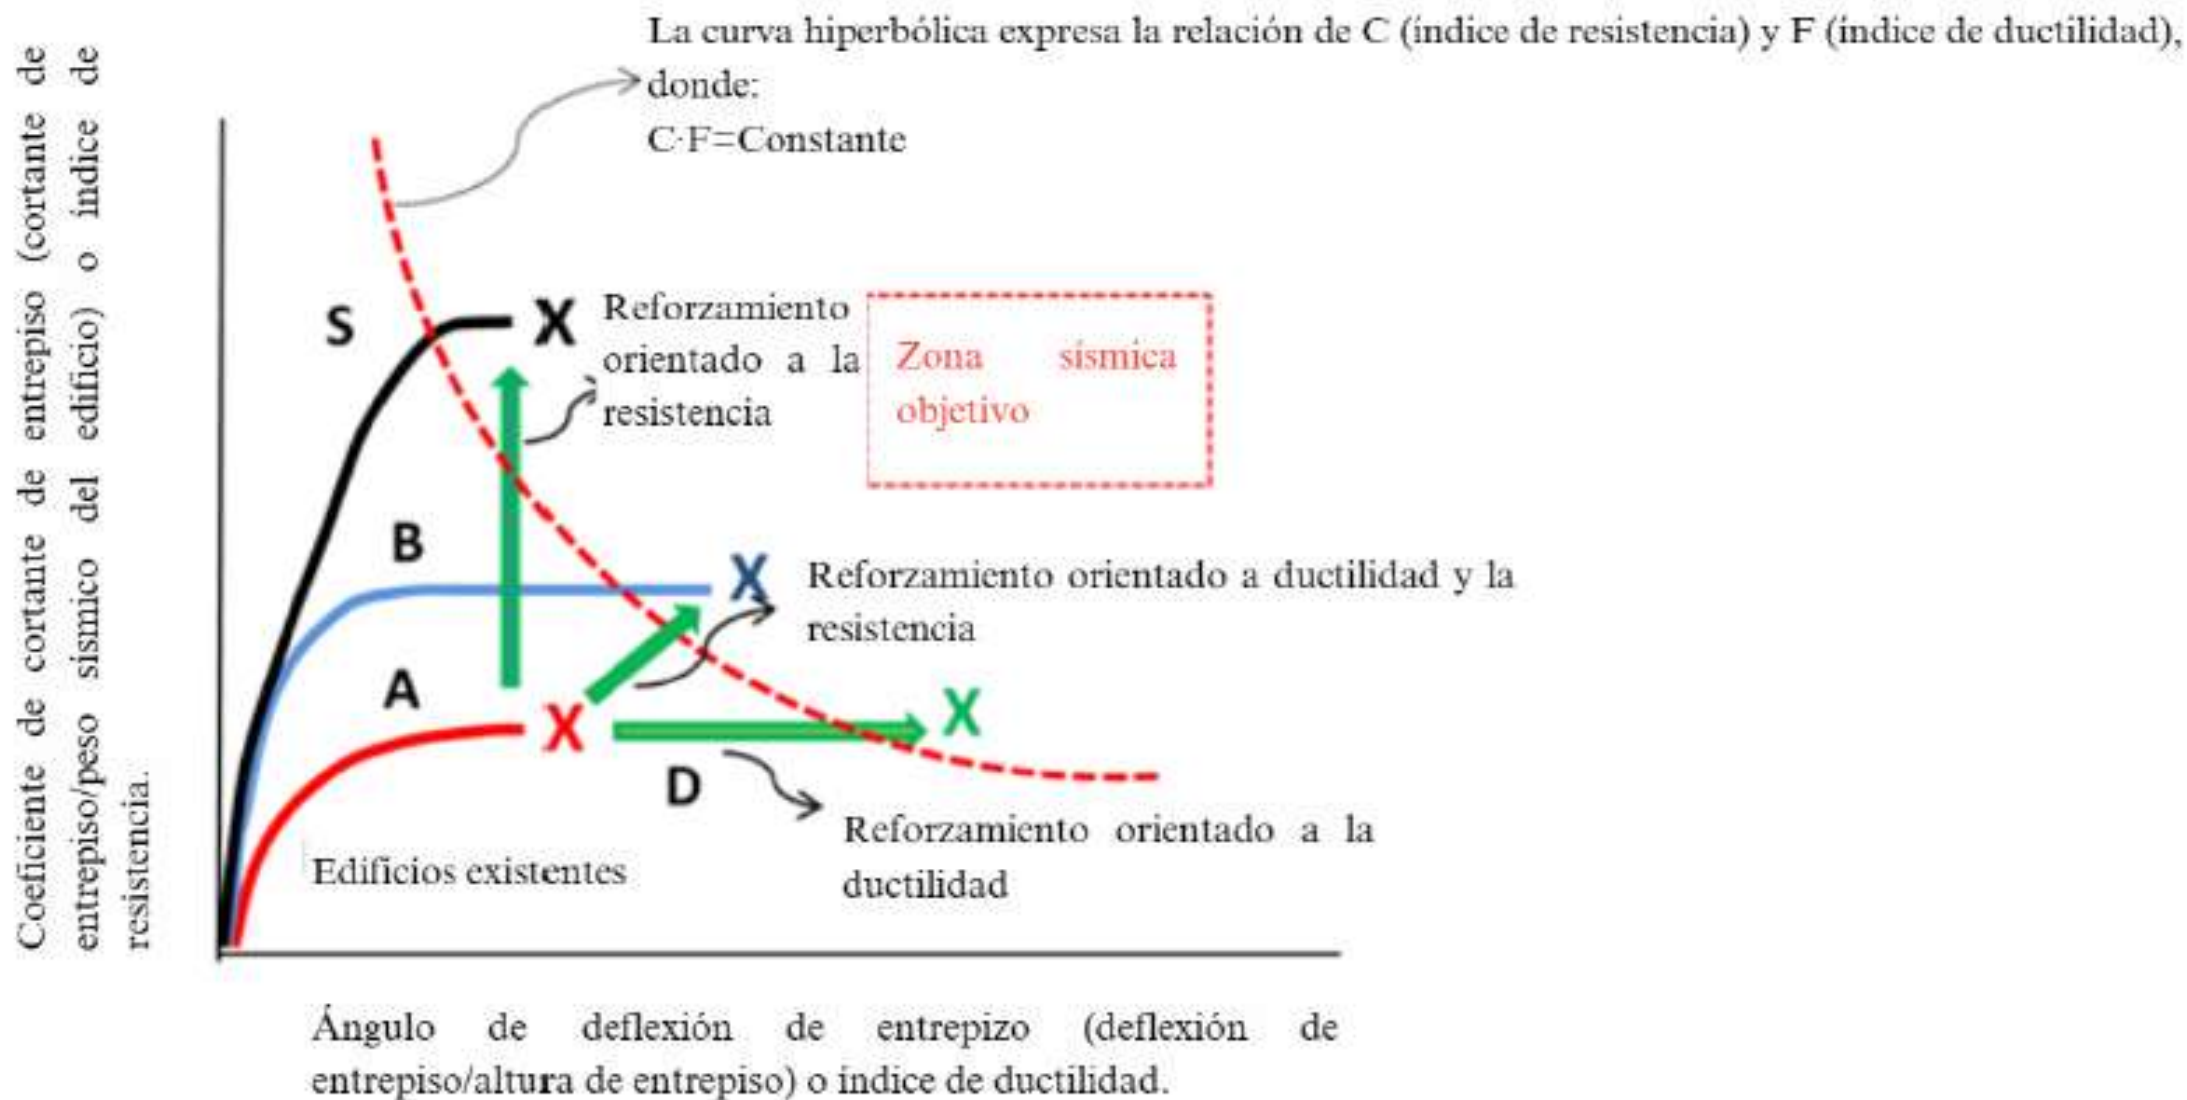 La curva hiperbólica expresa la relación de C (índice de resistencia) y F (índice de ductilidad),
donde:
C·F=Constante
Coeficiente de cortante de entrepiso (cortante de
entrepiso/peso sísmico del edificio) o índice de
resistencia.
S
X
Reforzamiento
orientado a la
resistencia
Zona sísmica
objetivo
B
X
Reforzamiento orientado a ductilidad y la
resistencia
A
X
X
D
Reforzamiento orientado a la
ductilidad
Edificios existentes
Ángulo de deflexión de entrepizo (deflexión de
entrepiso/altura de entrepiso) o índice de ductilidad.